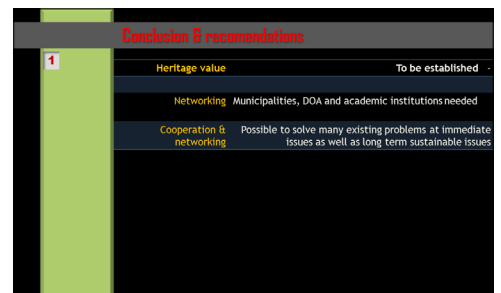 Conclusion & recomendations
1
Heritage value To be established -
Networking Municipalities, DOA and academic institutions needed
Cooperation & Possible to solve many existing problems at immediate
networking issues as well as long term sustainable issues